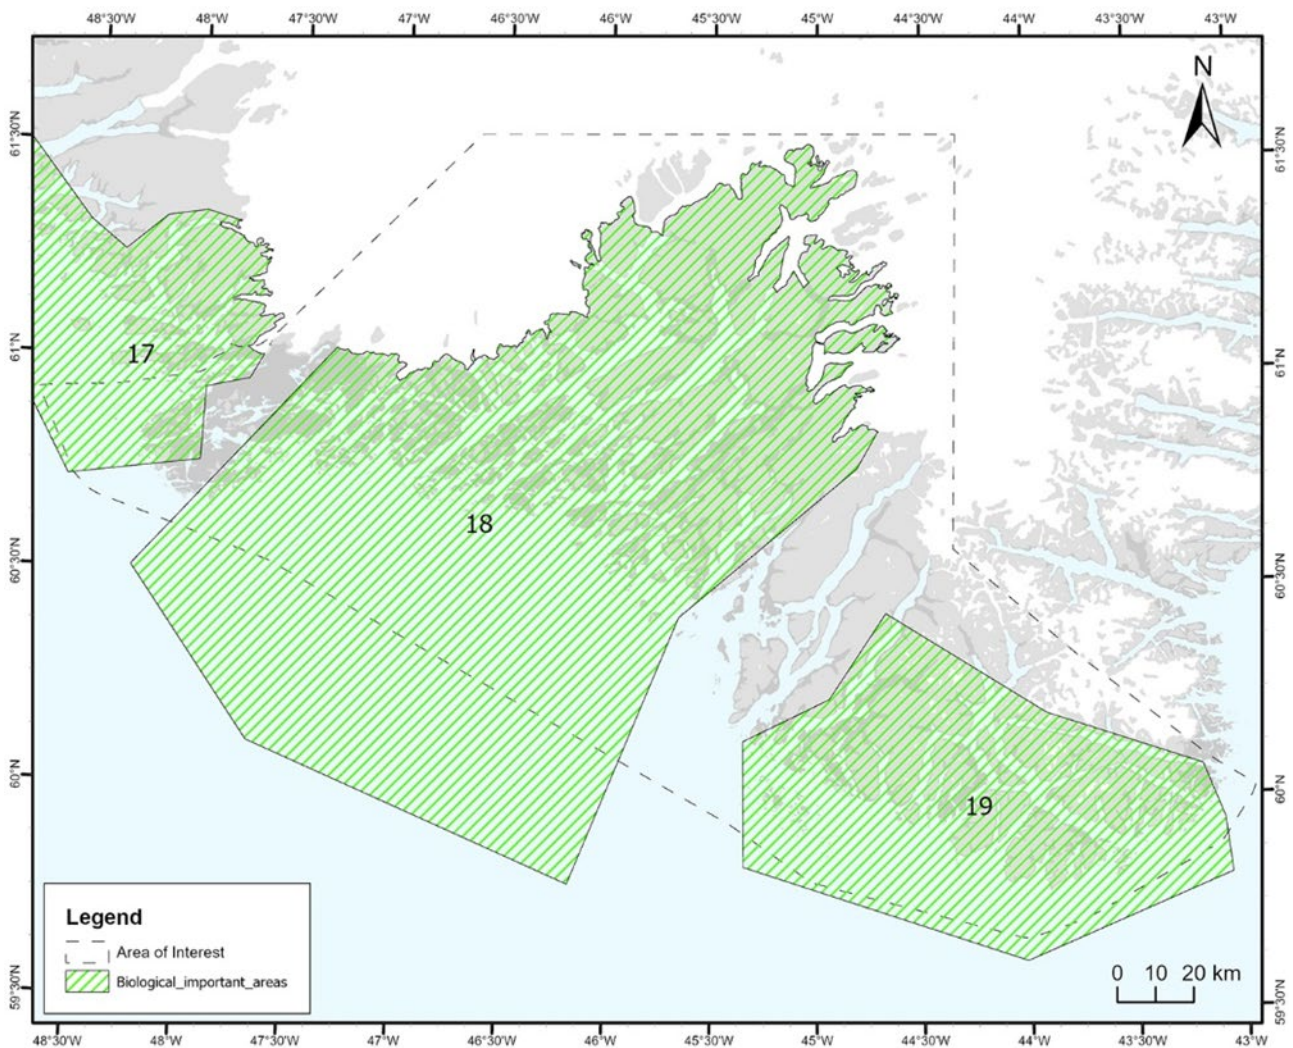 48°30'W 48°W 47°30'W 47°W 46°30'W 46°W 45°30'W 45°W 44°30'W 44°W 43°30'W 43°W
N
61°30'N 61°30'N
17
61°N 61°N
18
60°30'N 60°30'N
60°N 60°N
19
Legend
Area of Interest
Biological_important_areas
0 10 20 km
59°30'N 59°30'N
48°30'W 48°W 47°30'W 47°W 46°30'W 46°W 45°30'W 45°W 44°30'W 44°W 43°30'W 43°W